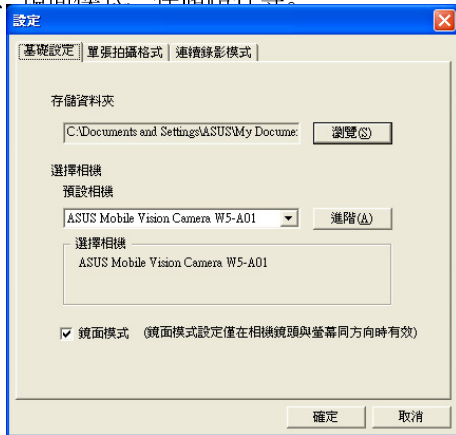 設定
基礎設定 單張拍攝格式 連續錄影模式
存儲資料夾
C:\Documents and Settings\ASUS\My Docume: 瀏覽(S)
選擇相機
預設相機
ASUS Mobile Vision Camera W5-A01 進階(A)
選擇相機
ASUS Mobile Vision Camera W5-A01
鏡面模式 (鏡面模式設定僅在相機鏡頭與螢幕同方向時有效)
確定 取消